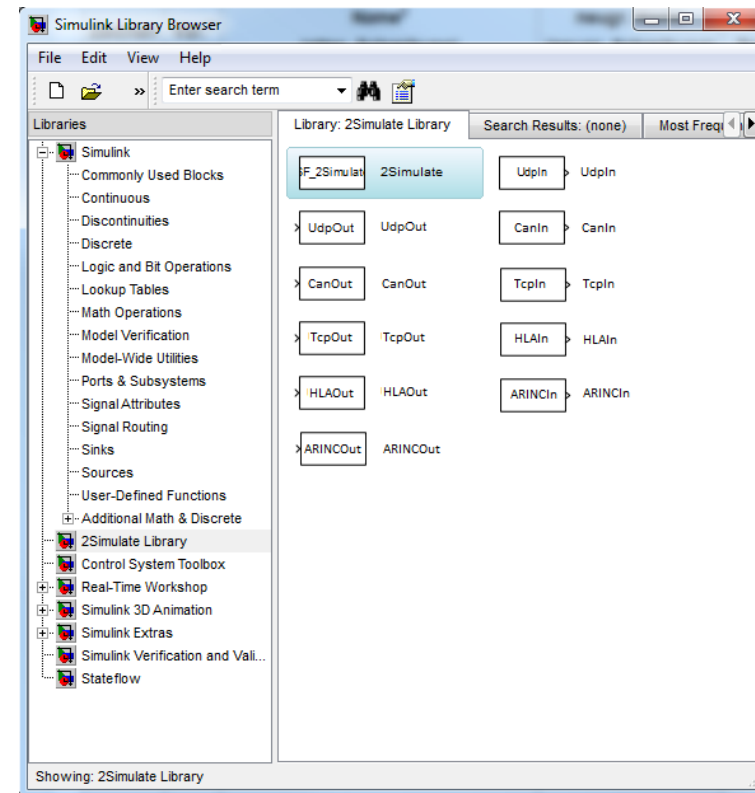 Simulink Library Browser
File Edit View Help
» Enter search term
Libraries
Library: 2Simulate Library Search Results: (none) Most Frequ
Simulink
Commonly Used Blocks
Continuous
Discontinuities
Discrete
Logic and Bit Operations
Lookup Tables
Math Operations
Model Verification
Model-Wide Utilities
Ports & Subsystems
Signal Attributes
Signal Routing
Sinks
Sources
User-Defined Functions
Additional Math & Discrete
2Simulate Library
Control System Toolbox
Real-Time Workshop
Simulink 3D Animation
Simulink Extras
Simulink Verification and Vali...
Stateflow
SF_2Simulat 2Simulate UdpIn UdpIn
UdpOut UdpOut CanIn CanIn
CanOut CanOut TcpIn TcpIn
TcpOut TcpOut HLAIn HLAIn
HLAOut HLAOut ARINCIn ARINCIn
ARINCOut ARINCOut
Showing: 2Simulate Library